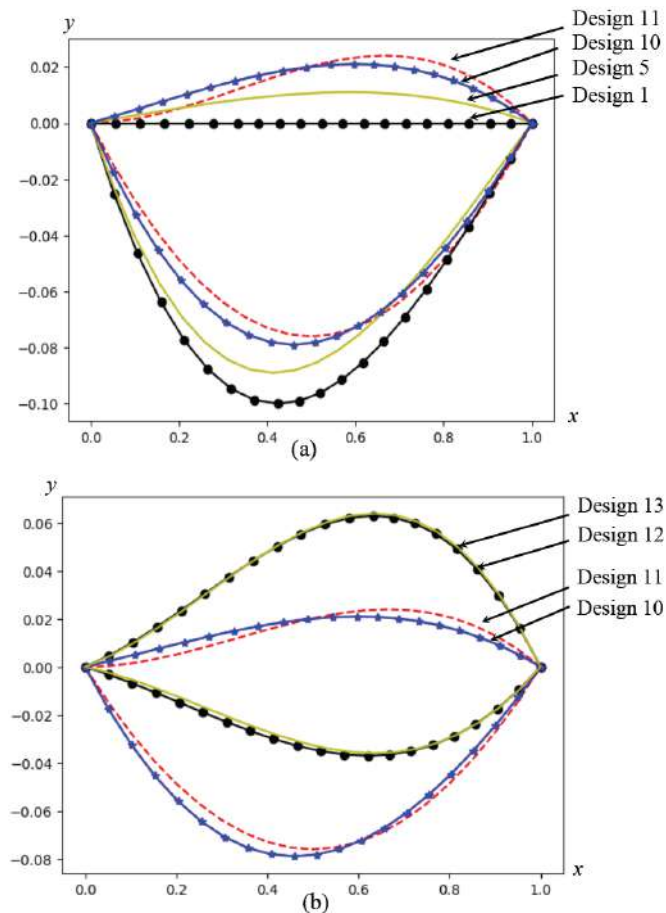 y
Design 11
Design 10
Design 5
Design 1
0.02
0.00
−0.02
−0.04
−0.06
−0.08
−0.10
0.0 0.2 0.4 0.6 0.8 1.0
x
(a)
y
Design 13
Design 12
Design 11
Design 10
0.06
0.04
0.02
0.00
−0.02
−0.04
−0.06
−0.08
0.0 0.2 0.4 0.6 0.8 1.0
x
(b)